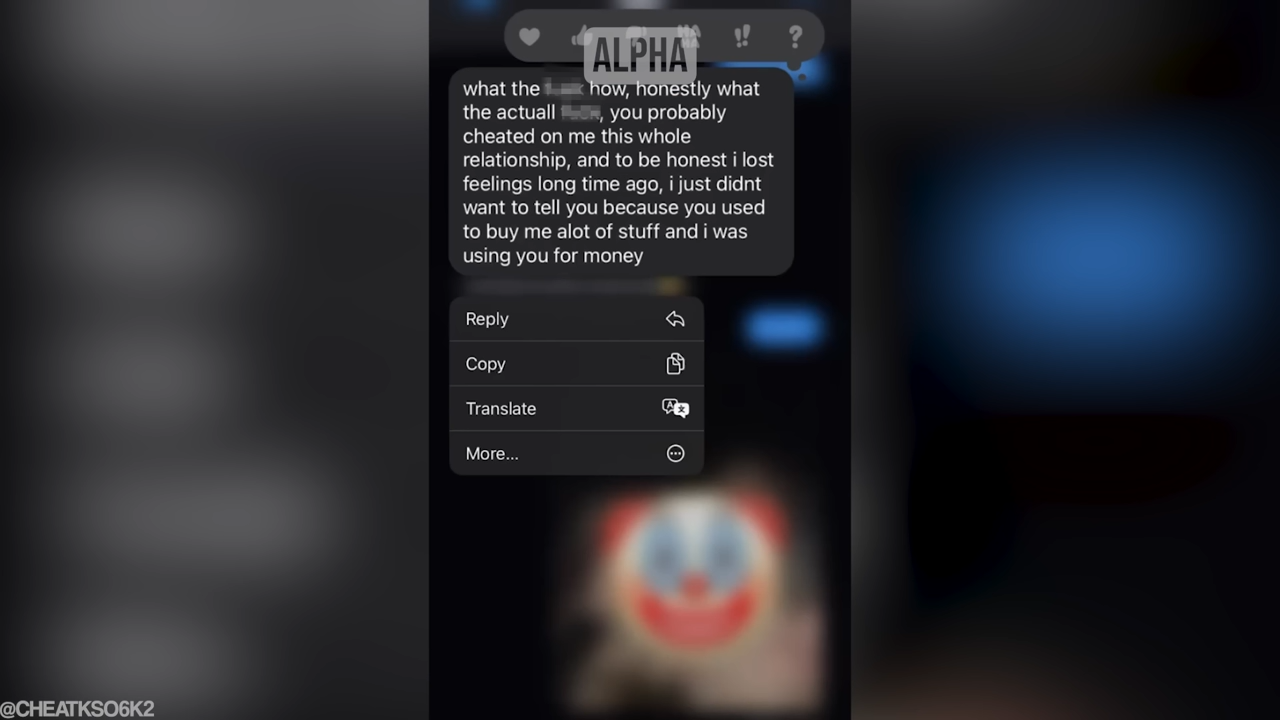 ALPHA
what the how, honestly what
the actuall , you probably
cheated on me this whole
relationship, and to be honest i lost
feelings long time ago, i just didnt
want to tell you because you used
to buy me alot of stuff and i was
using you for money
Reply
Copy
Translate
More...
@CHEATKSO6K2